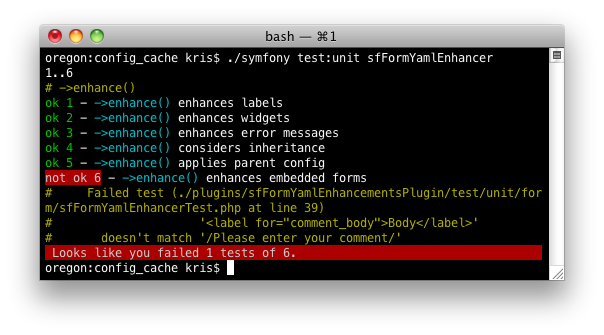 bash — ⌘1
oregon:config_cache kris$ ./symfony test:unit sfFormYamlEnhancer
1..6
# ->enhance()
ok 1 - ->enhance() enhances labels
ok 2 - ->enhance() enhances widgets
ok 3 - ->enhance() enhances error messages
ok 4 - ->enhance() considers inheritance
ok 5 - ->enhance() applies parent config
not ok 6 - ->enhance() enhances embedded forms
#     Failed test (./plugins/sfFormYamlEnhancementsPlugin/test/unit/for
m/sfFormYamlEnhancerTest.php at line 39)
#                    '<label for="comment_body">Body</label>'
#       doesn't match '/Please enter your comment/'
 Looks like you failed 1 tests of 6.
oregon:config_cache kris$